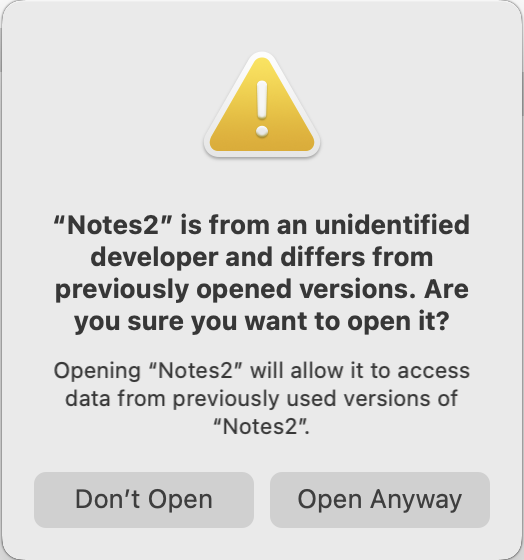 “Notes2” is from an unidentified
developer and differs from
previously opened versions. Are
you sure you want to open it?
Opening “Notes2” will allow it to access
data from previously used versions of
“Notes2”.
Don’t Open
Open Anyway